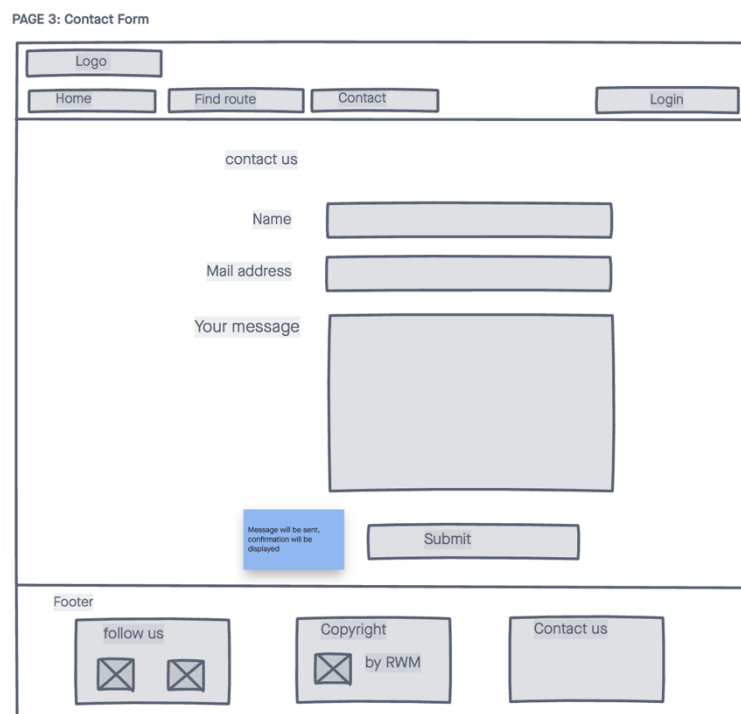 PAGE 3: Contact Form
Logo
Home
Find route
Contact
Login
contact us
Name
Mail address
Your message
Message will be sent,
confirmation will be
displayed
Submit
Footer
follow us
Copyright
by RWM
Contact us